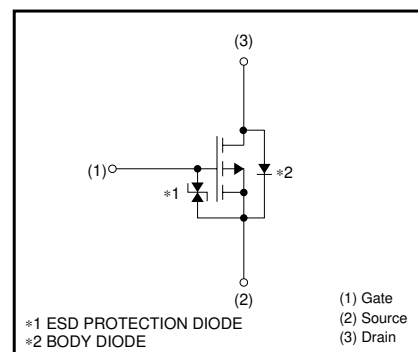 (3)
(1)
∗1
∗2
(2)
∗1 ESD PROTECTION DIODE
∗2 BODY DIODE
(1) Gate
(2) Source
(3) Drain